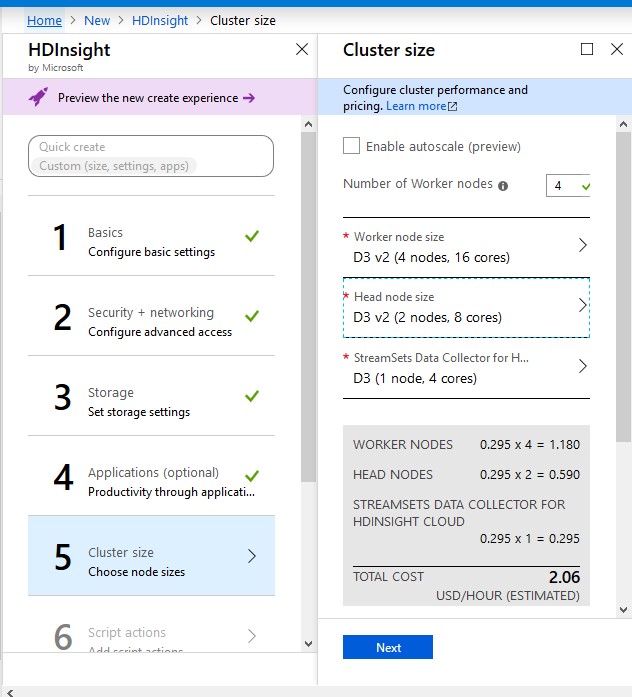 Home > New > HDInsight > Cluster size
HDInsight
by Microsoft
Preview the new create experience →
Quick create
Custom (size, settings, apps)
1
Basics
Configure basic settings
2
Security + networking
Configure advanced access
3
Storage
Set storage settings
4
Applications (optional)
Productivity through applicati...
5
Cluster size
Choose node sizes
6
Script actions
Add script actions
Cluster size
Configure cluster performance and
pricing. Learn more
Enable autoscale (preview)
Number of Worker nodes
4
* Worker node size
D3 v2 (4 nodes, 16 cores)
* Head node size
D3 v2 (2 nodes, 8 cores)
* StreamSets Data Collector for H...
D3 (1 node, 4 cores)
WORKER NODES 0.295 x 4 = 1.180
HEAD NODES 0.295 x 2 = 0.590
STREAMSETS DATA COLLECTOR FOR
HDINSIGHT CLOUD
0.295 x 1 = 0.295
TOTAL COST 2.06
USD/HOUR (ESTIMATED)
Next